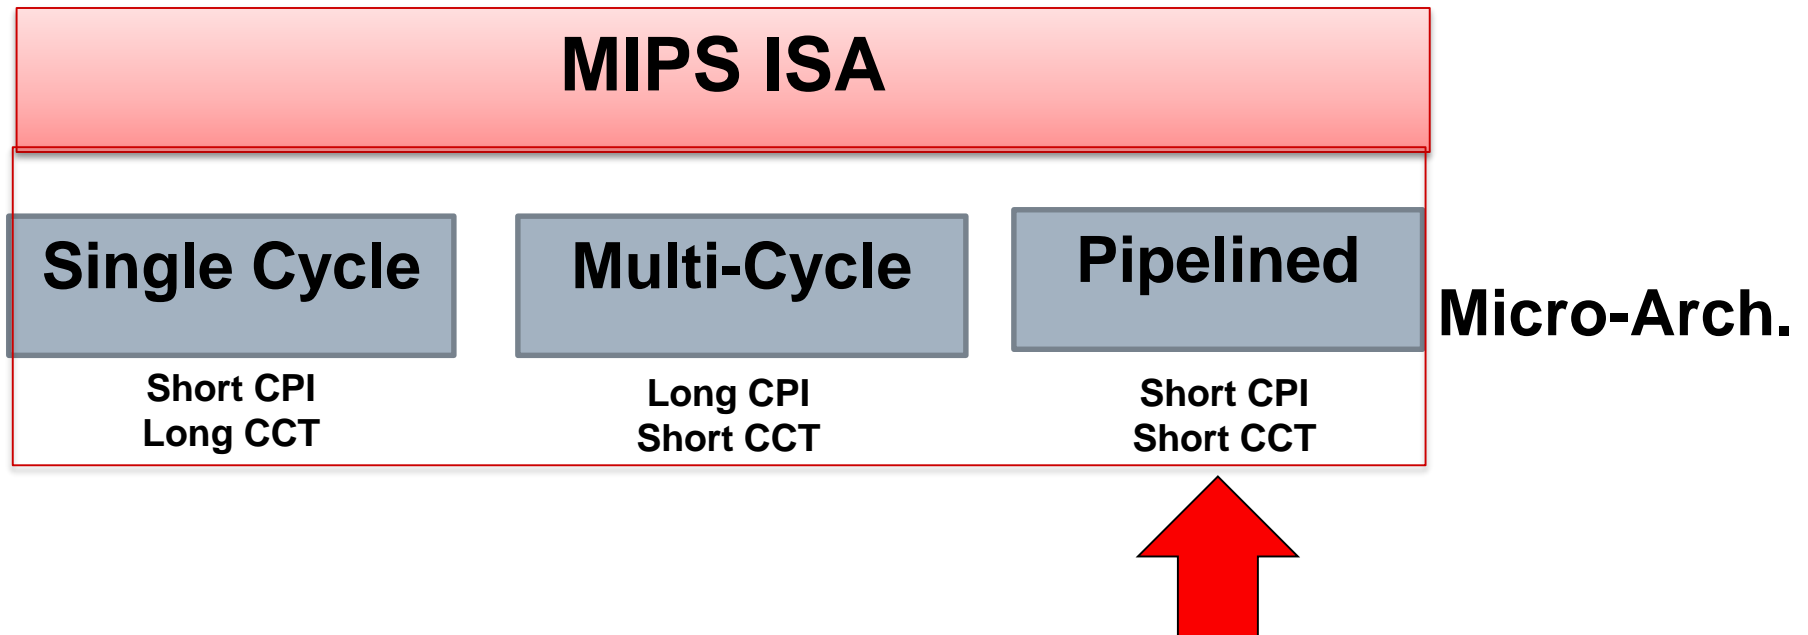 MIPS ISA
Single Cycle
Multi-Cycle
Pipelined
Micro-Arch.
Short CPI
Long CCT
Long CPI
Short CCT
Short CPI
Short CCT